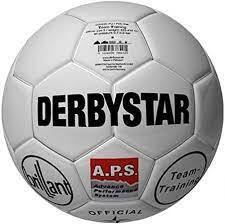 DERBYSTAR
A.P.S.
Advance
Performance
System
Brillant
Team-
Training
OFFICIAL